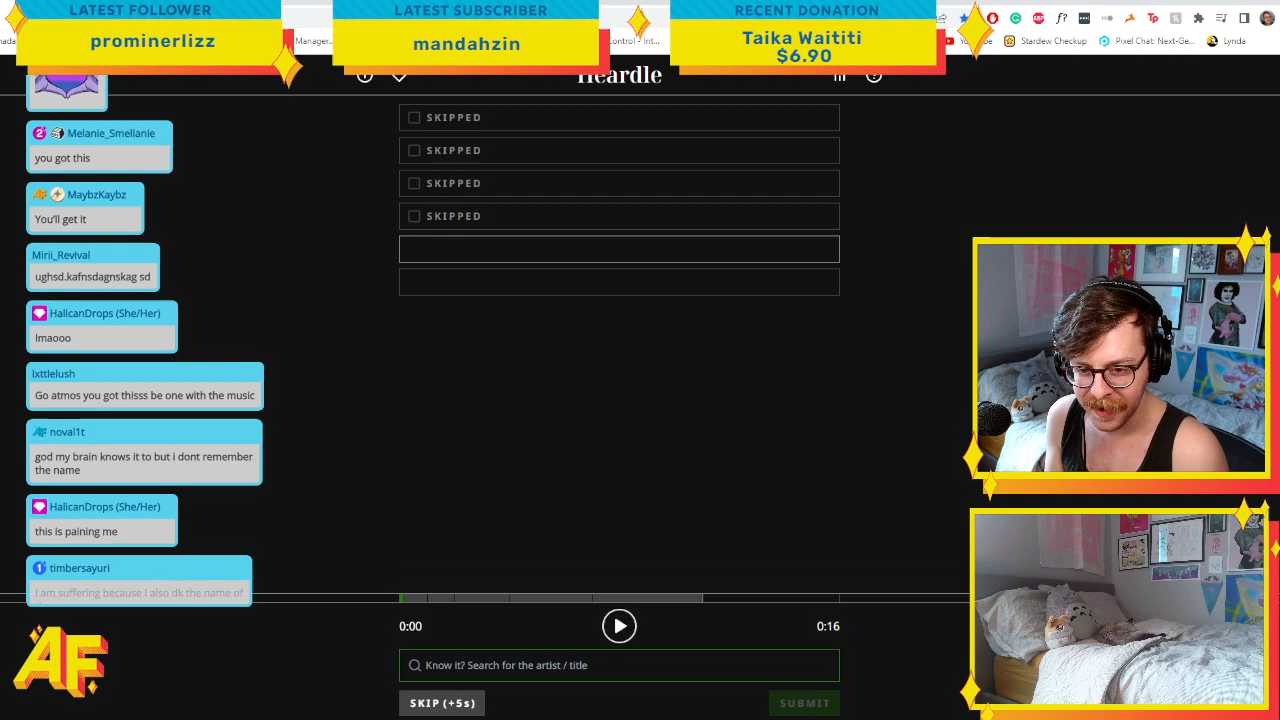 LATEST FOLLOWER
prominerlizz
LATEST SUBSCRIBER
mandahzin
RECENT DONATION
Taika Waititi
$6.90
Manager...
ontrol - Int...
Stardew Checkup
Pixel Chat: Next-Ge...
Lynda
Heardle
SKIPPED
SKIPPED
SKIPPED
SKIPPED
Melanie_Smellanie
you got this
MaybzKaybz
You'll get it
Mirii_Revival
ughsd.kafnsdagnskag sd
HalicanDrops (She/Her)
lmaooo
lxttlelush
Go atmos you got thisss be one with the music
noval1t
god my brain knows it to but i dont remember
the name
HalicanDrops (She/Her)
this is paining me
timbersayuri
I am suffering because I also dk the name of
AF
0:00
0:16
Know it? Search for the artist / title
SKIP (+5s)
SUBMIT